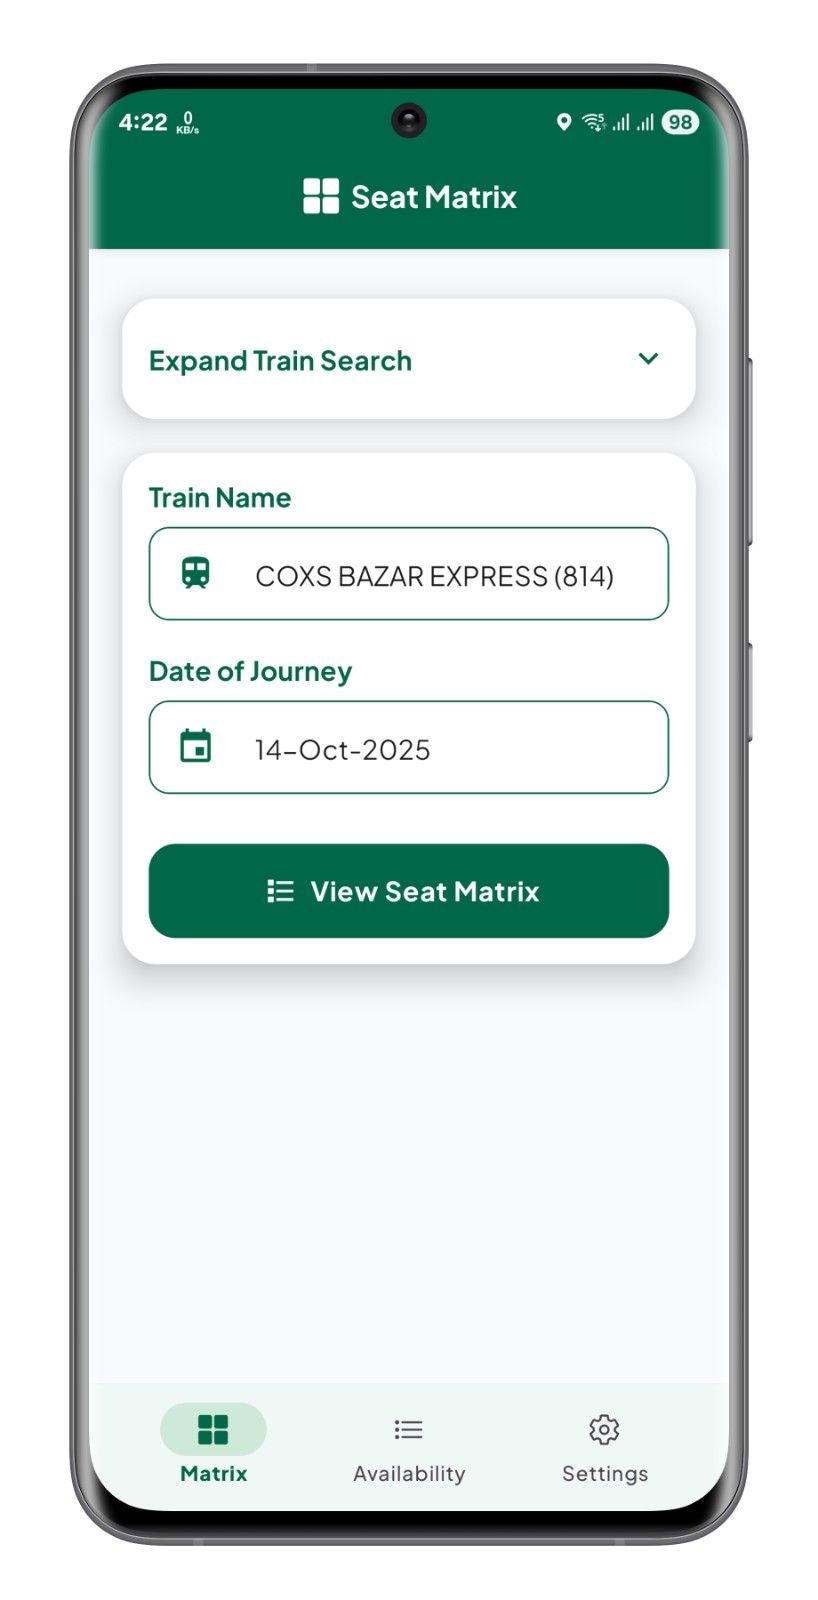 4:22 0 KB/s 98
Seat Matrix
Expand Train Search
Train Name
COXS BAZAR EXPRESS (814)
Date of Journey
14-Oct-2025
View Seat Matrix
Matrix Availability Settings